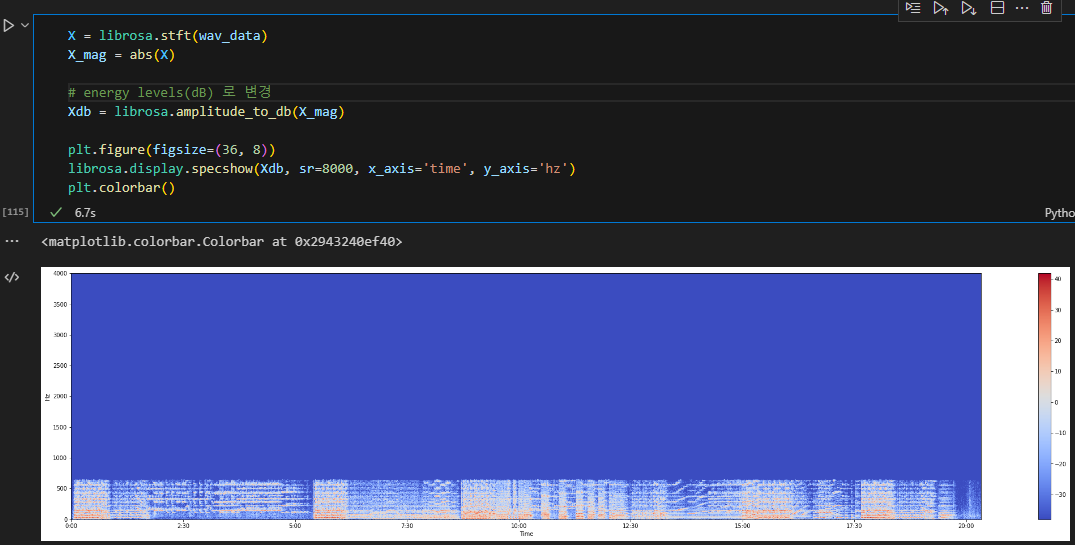 X = librosa.stft(wav_data)
X_mag = abs(X)
# energy levels(dB) 로 변경
Xdb = librosa.amplitude_to_db(X_mag)
plt.figure(figsize=(36, 8))
librosa.display.specshow(Xdb, sr=8000, x_axis='time', y_axis='hz')
plt.colorbar()
[115]
6.7s
Pytho
<matplotlib.colorbar.Colorbar at 0x2943240ef40>
4000
3500
3000
2500
2000
1500
1000
500
0
Hz
0:00 2:30 5:00 7:30 10:00 12:30 15:00 17:30 20:00
Time
40
30
20
10
0
−10
−20
−30